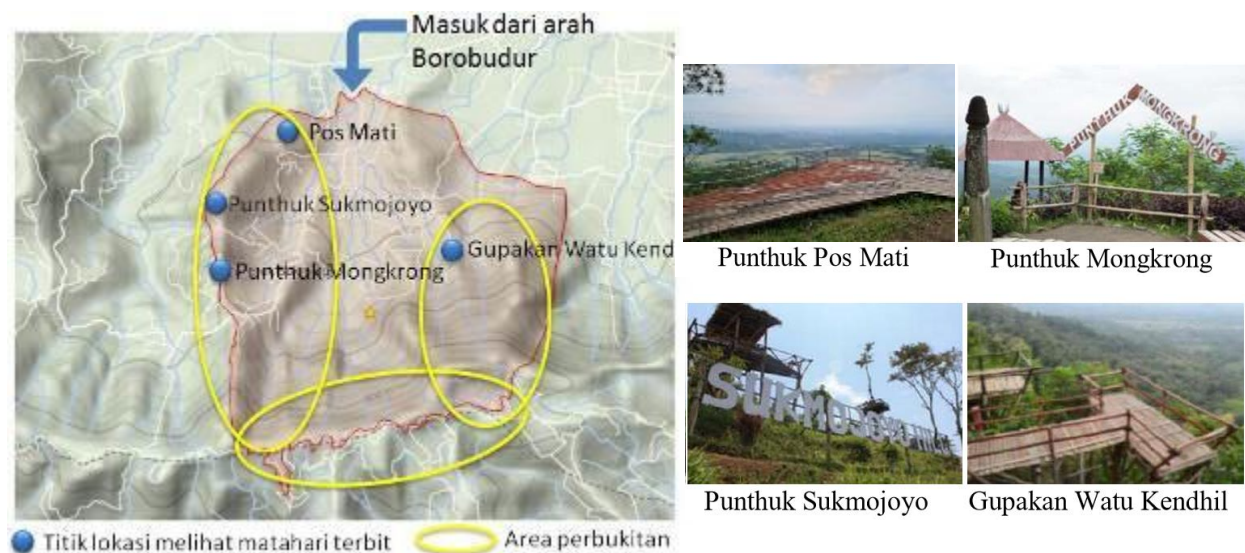 Masuk dari arah
Borobudur
Pos Mati
Punthuk Sukmojoyo
Gupakan Watu Kend
Punthuk Mongkrong
Titik lokasi melihat matahari terbit
Area perbukitan
PUNTHUK MONGKRONG
Punthuk Pos Mati
Punthuk Mongkrong
SUKMOJOYO
Punthuk Sukmojoyo
Gupakan Watu Kendhil